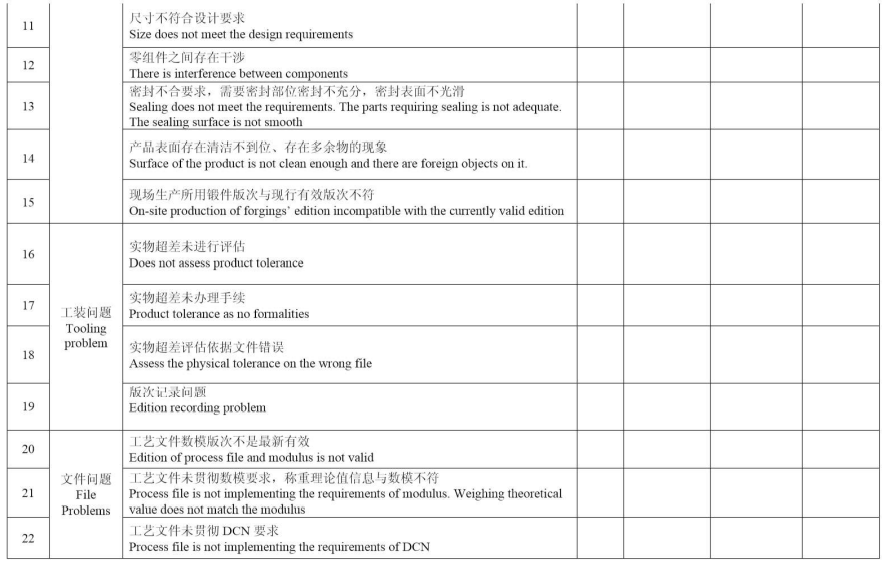 11
尺寸不符合设计要求
Size does not meet the design requirements
12
零组件之间存在干涉
There is interference between components
13
密封不合要求，需要密封部位密封不充分，密封表面不光滑
Sealing does not meet the requirements. The parts requiring sealing is not adequate.
The sealing surface is not smooth
14
产品表面存在清洁不到位、存在多余物的现象
Surface of the product is not clean enough and there are foreign objects on it.
15
现场生产所用锻件版次与现行有效版次不符
On-site production of forgings’ edition incompatible with the currently valid edition
工装问题
Tooling
problem
16
实物超差未进行评估
Does not assess product tolerance
17
实物超差未办理手续
Product tolerance as no formalities
18
实物超差评估依据文件错误
Assess the physical tolerance on the wrong file
19
版次记录问题
Edition recording problem
文件问题
File
Problems
20
工艺文件数模版次不是最新有效
Edition of process file and modulus is not valid
21
工艺文件未贯彻数模要求，称重理论值信息与数模不符
Process file is not implementing the requirements of modulus. Weighing theoretical
value does not match the modulus
22
工艺文件未贯彻 DCN 要求
Process file is not implementing the requirements of DCN